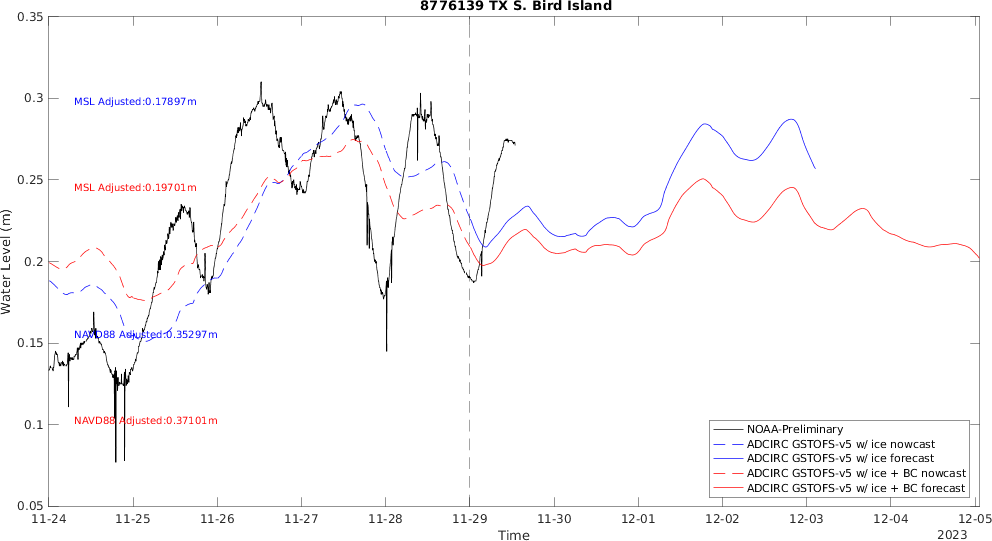 8776139 TX S. Bird Island
0.35
0.3
0.25
0.2
0.15
0.1
0.05
Water Level (m)
MSL Adjusted:0.17897m
MSL Adjusted:0.19701m
NAVD88 Adjusted:0.35297m
NAVD88 Adjusted:0.37101m
NOAA-Preliminary
ADCIRC GSTOFS-v5 w/ ice nowcast
ADCIRC GSTOFS-v5 w/ ice forecast
ADCIRC GSTOFS-v5 w/ ice + BC nowcast
ADCIRC GSTOFS-v5 w/ ice + BC forecast
11-24 11-25 11-26 11-27 11-28 11-29 11-30 12-01 12-02 12-03 12-04 12-05
Time
2023